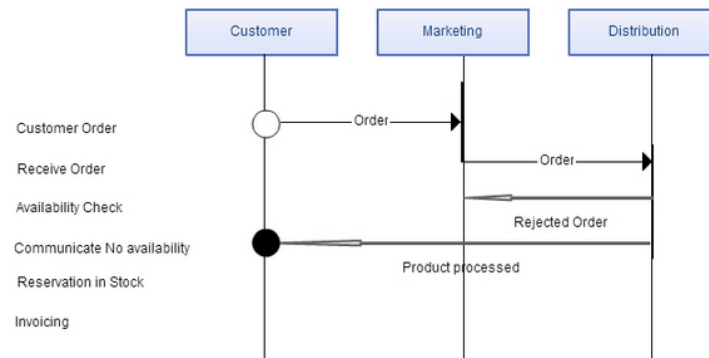 Customer
Marketing
Distribution
Customer Order
Order
Receive Order
Order
Availability Check
Rejected Order
Communicate No availability
Product processed
Reservation in Stock
Invoicing